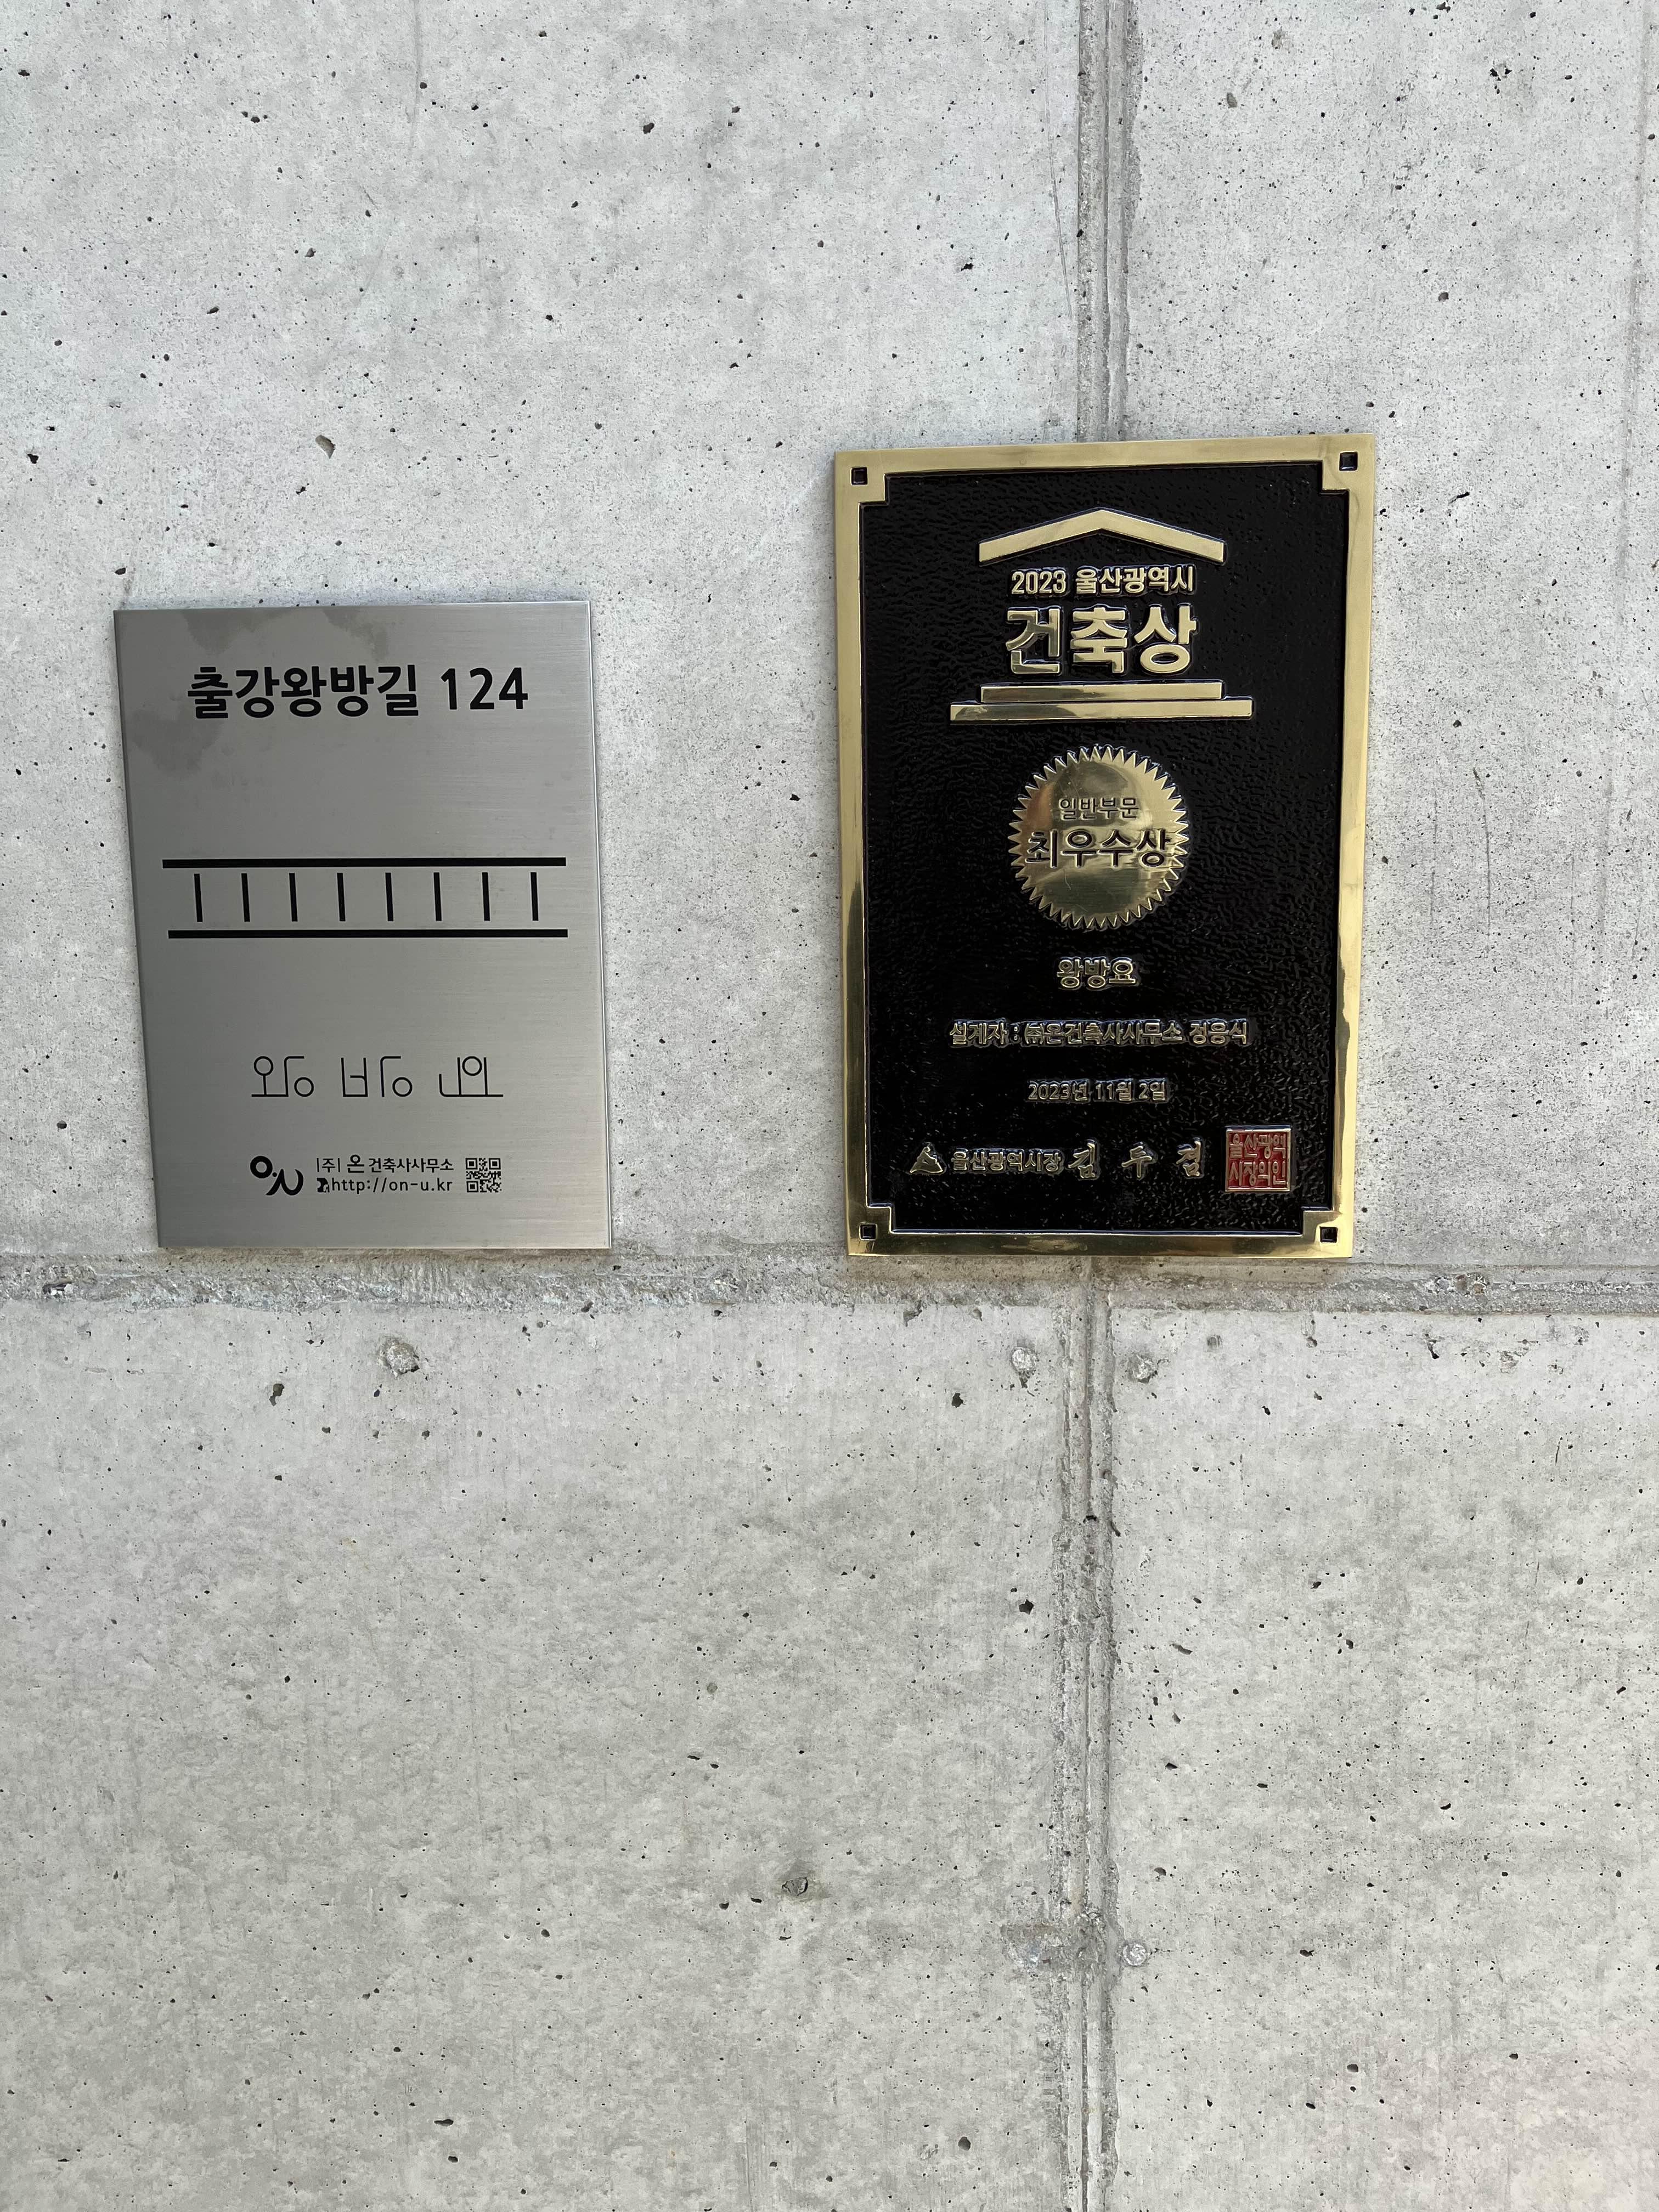 출강왕방길 124
|주| 온 건축사사무소
http://on-u.kr
2023 울산광역시
건축상
일반부문
최우수상
왕방요
설계자 : ㈜온건축사사무소 정웅식
2023년 11월 2일
울산광역시장 김 두 겸
울산광역
시장의인